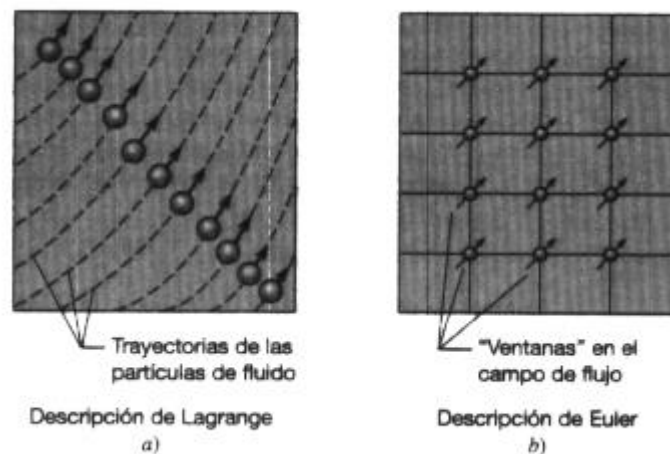 Trayectorias de las
partículas de fluido
Descripción de Lagrange
a)
"Ventanas" en el
campo de flujo
Descripción de Euler
b)